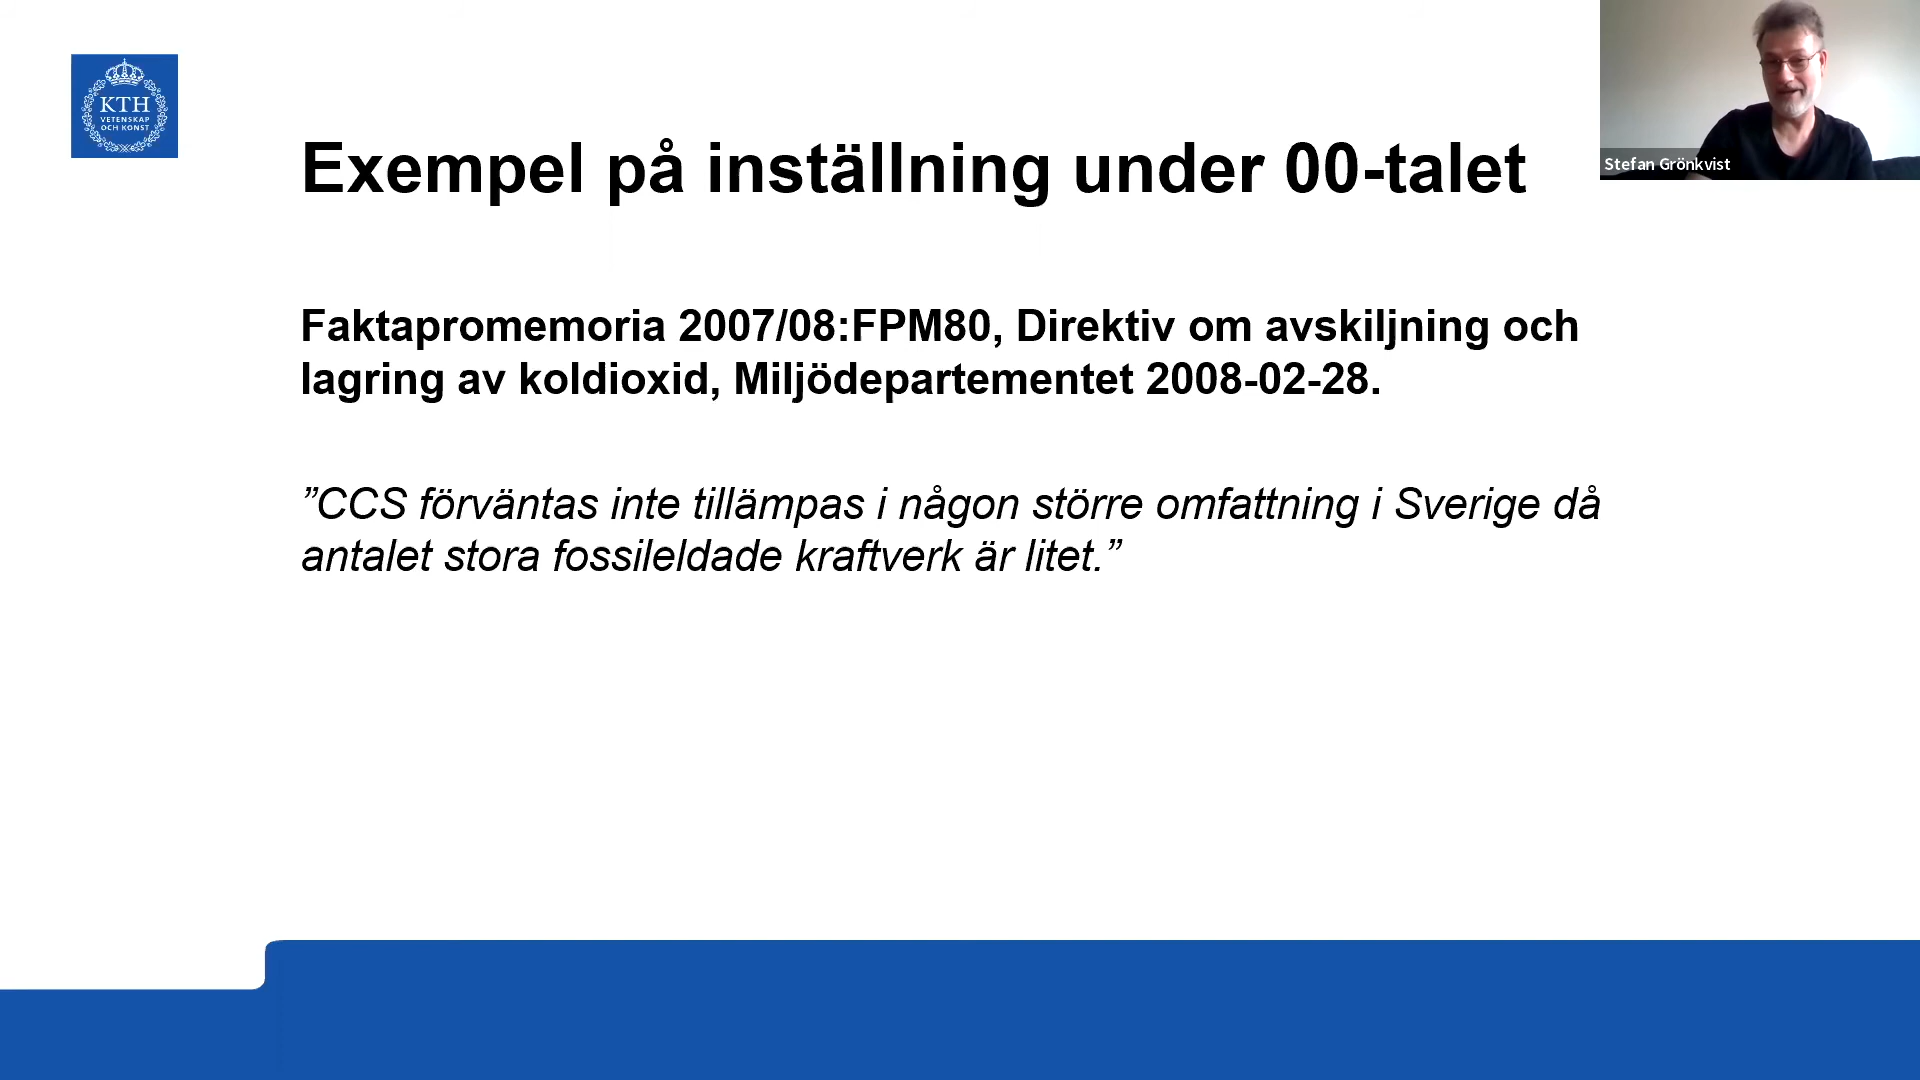 KTH
VETENSKAP
OCH KONST
Stefan Grönkvist
Exempel på inställning under 00-talet
Faktapromemoria 2007/08:FPM80, Direktiv om avskiljning och
lagring av koldioxid, Miljödepartementet 2008-02-28.
”CCS förväntas inte tillämpas i någon större omfattning i Sverige då
antalet stora fossileldade kraftverk är litet.”